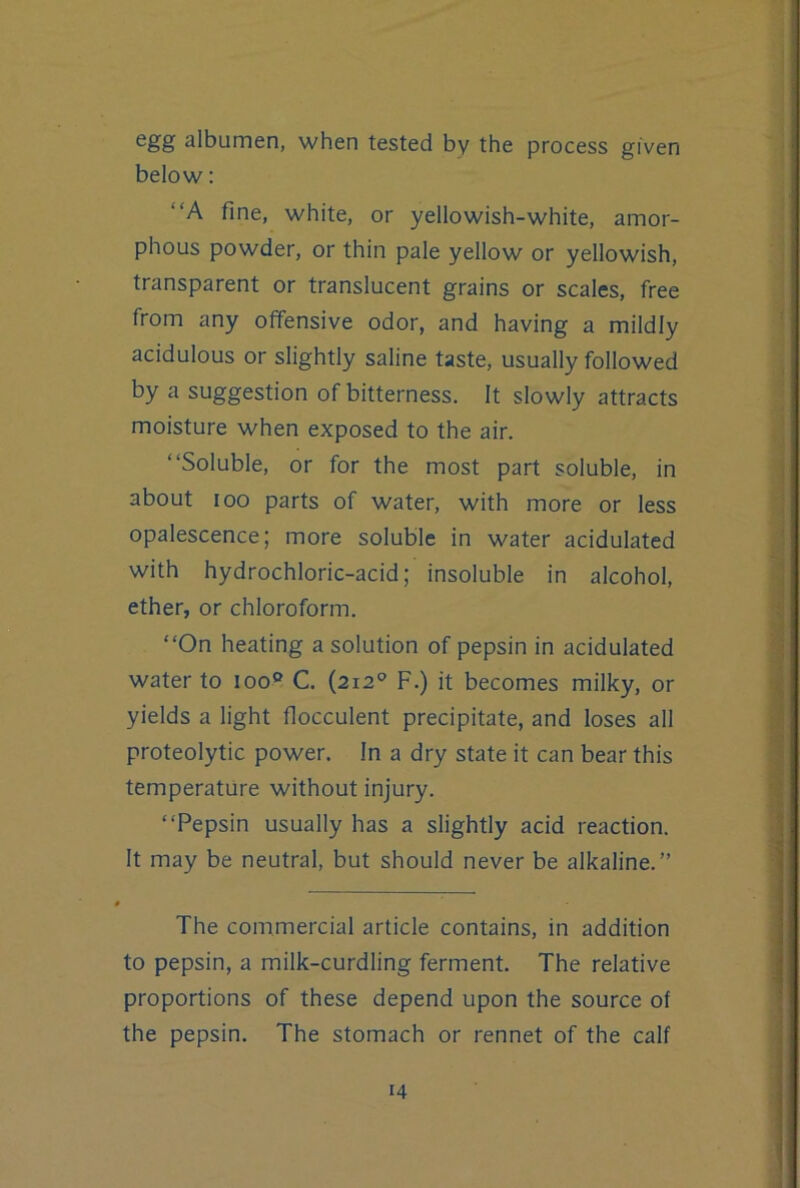 egg albumen, when tested by the process given
below:
“A fine, white, or yellowish-white, amor-
phous powder, or thin pale yellow or yellowish,
transparent or translucent grains or scales, free
from any offensive odor, and having a mildly
acidulous or slightly saline taste, usually followed
by a suggestion of bitterness. It slowly attracts
moisture when exposed to the air.
“Soluble, or for the most part soluble, in
about 100 parts of water, with more or less
opalescence; more soluble in water acidulated
with hydrochloric-acid; insoluble in alcohol,
ether, or chloroform.
“On heating a solution of pepsin in acidulated
water to 100° C. (212° F.) it becomes milky, or
yields a light flocculent precipitate, and loses all
proteolytic power. In a dry state it can bear this
temperature without injury.
“Pepsin usually has a slightly acid reaction.
It may be neutral, but should never be alkaline.”
The commercial article contains, in addition
to pepsin, a milk-curdling ferment. The relative
proportions of these depend upon the source of
the pepsin. The stomach or rennet of the calf
14